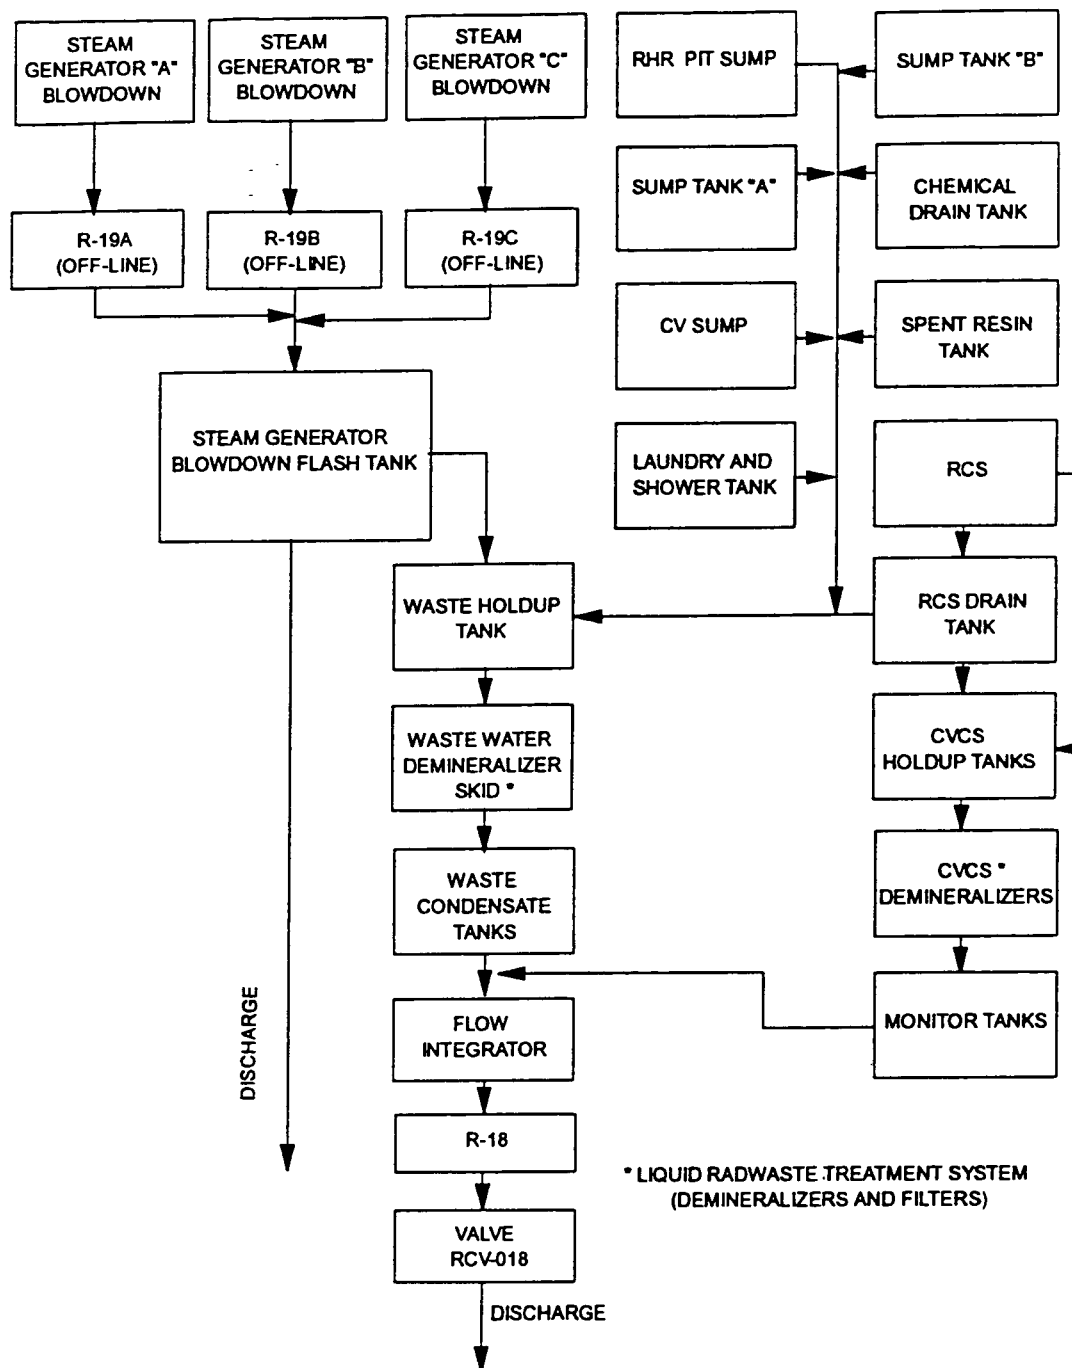 STEAM
GENERATOR "A"
BLOWDOWN
STEAM
GENERATOR "B"
BLOWDOWN
STEAM
GENERATOR "C"
BLOWDOWN
RHR PIT SUMP
SUMP TANK "B"
SUMP TANK "A"
CHEMICAL
DRAIN TANK
R-19A
(OFF-LINE)
R-19B
(OFF-LINE)
R-19C
(OFF-LINE)
CV SUMP
SPENT RESIN
TANK
STEAM GENERATOR
BLOWDOWN FLASH TANK
LAUNDRY AND
SHOWER TANK
RCS
WASTE HOLDUP
TANK
RCS DRAIN
TANK
WASTE WATER
DEMINERALIZER
SKID *
CVCS
HOLDUP TANKS
WASTE
CONDENSATE
TANKS
CVCS *
DEMINERALIZERS
FLOW
INTEGRATOR
MONITOR TANKS
DISCHARGE
R-18
* LIQUID RADWASTE TREATMENT SYSTEM
(DEMINERALIZERS AND FILTERS)
VALVE
RCV-018
DISCHARGE